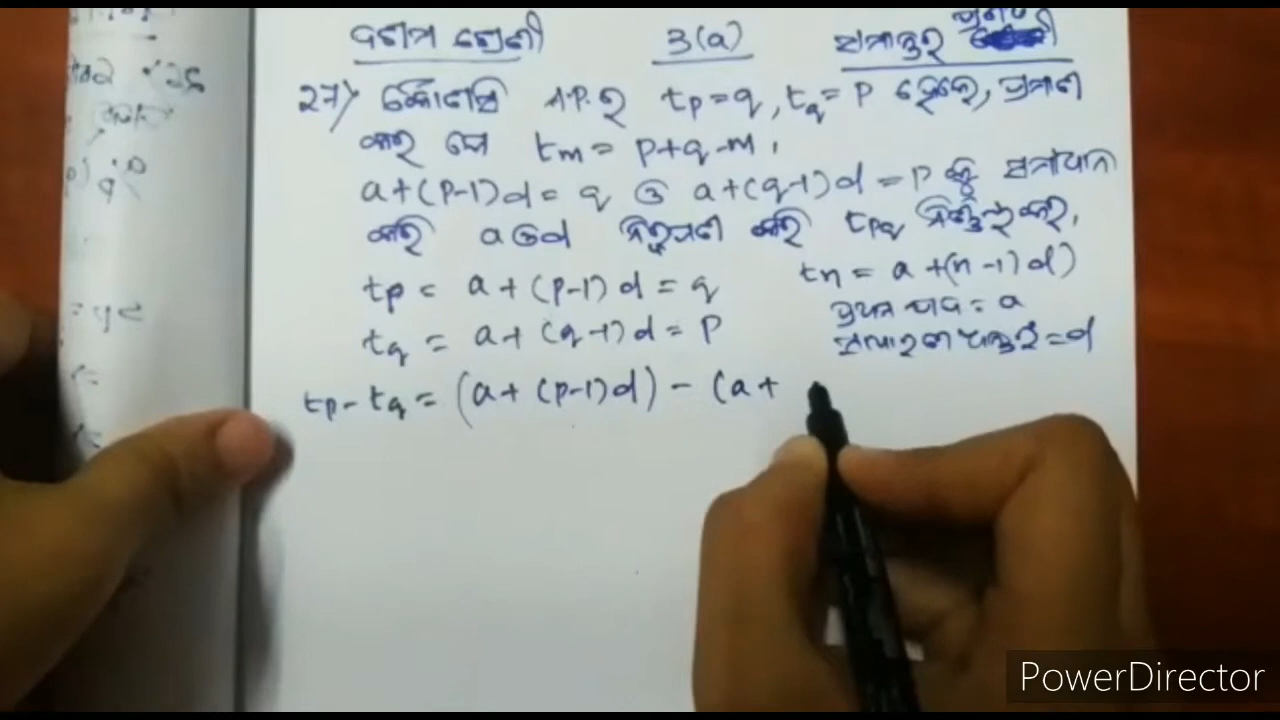 ଦଶମ ଶ୍ରେଣୀ 3(a) ସମାନ୍ତର ପ୍ରଗତି
27) କୌଣସି A.P.ର tp = q, tq = P ହେଲେ, ପ୍ରମାଣ
କର ଯେ tm = p+q-m,
a+(P-1)d = q ଓ a+(q-1)d = P କୁ ସମାଧାନ
କରି a ଓ d ନିରୂପଣ କରି tpq ନିର୍ଣ୍ଣୟ କର,
tp = a + (p-1) d = q
tn = a +(n-1)d)
tq = a+ (q-1)d = P
ପ୍ରଥମ ପଦ = a
ସାଧାରଣ ଅନ୍ତର = d
tp - tq = (a + (p-1)d) - (a +
PowerDirector